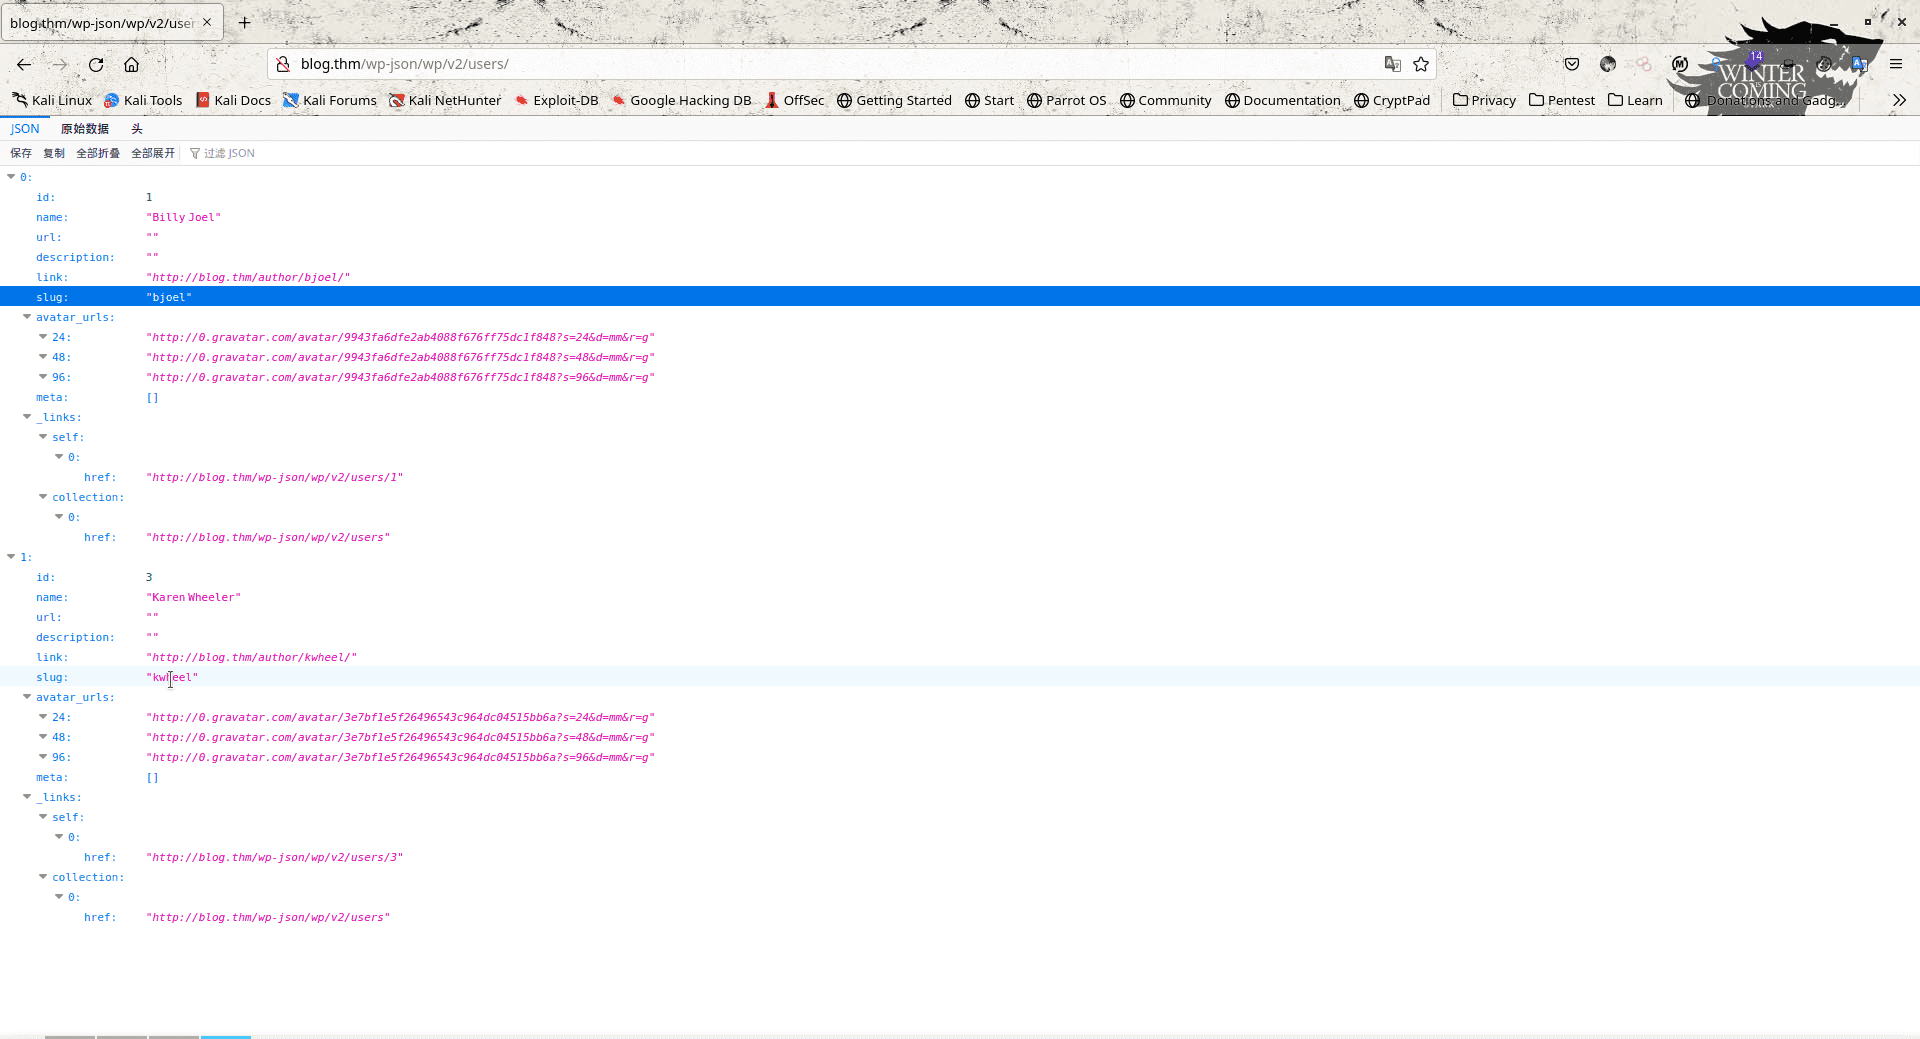 blog.thm/wp-json/wp/v2/user
blog.thm/wp-json/wp/v2/users/
14
Kali Linux Kali Tools Kali Docs Kali Forums Kali NetHunter Exploit-DB Google Hacking DB OffSec Getting Started Start Parrot OS Community Documentation CryptPad Privacy Pentest Learn Donations and Gadg...
WINTER
COMING
JSON 原始数据 头
保存 复制 全部折叠 全部展开 过滤 JSON
0:
id: 1
name: "Billy Joel"
url: ""
description: ""
link: "http://blog.thm/author/bjoel/"
slug: "bjoel"
avatar_urls:
24: "http://0.gravatar.com/avatar/9943fa6dfe2ab4088f676ff75dc1f848?s=24&d=mm&r=g"
48: "http://0.gravatar.com/avatar/9943fa6dfe2ab4088f676ff75dc1f848?s=48&d=mm&r=g"
96: "http://0.gravatar.com/avatar/9943fa6dfe2ab4088f676ff75dc1f848?s=96&d=mm&r=g"
meta: []
_links:
self:
0:
href: "http://blog.thm/wp-json/wp/v2/users/1"
collection:
0:
href: "http://blog.thm/wp-json/wp/v2/users"
1:
id: 3
name: "Karen Wheeler"
url: ""
description: ""
link: "http://blog.thm/author/kwheel/"
slug: "kwheel"
avatar_urls:
24: "http://0.gravatar.com/avatar/3e7bf1e5f26496543c964dc04515bb6a?s=24&d=mm&r=g"
48: "http://0.gravatar.com/avatar/3e7bf1e5f26496543c964dc04515bb6a?s=48&d=mm&r=g"
96: "http://0.gravatar.com/avatar/3e7bf1e5f26496543c964dc04515bb6a?s=96&d=mm&r=g"
meta: []
_links:
self:
0:
href: "http://blog.thm/wp-json/wp/v2/users/3"
collection:
0:
href: "http://blog.thm/wp-json/wp/v2/users"